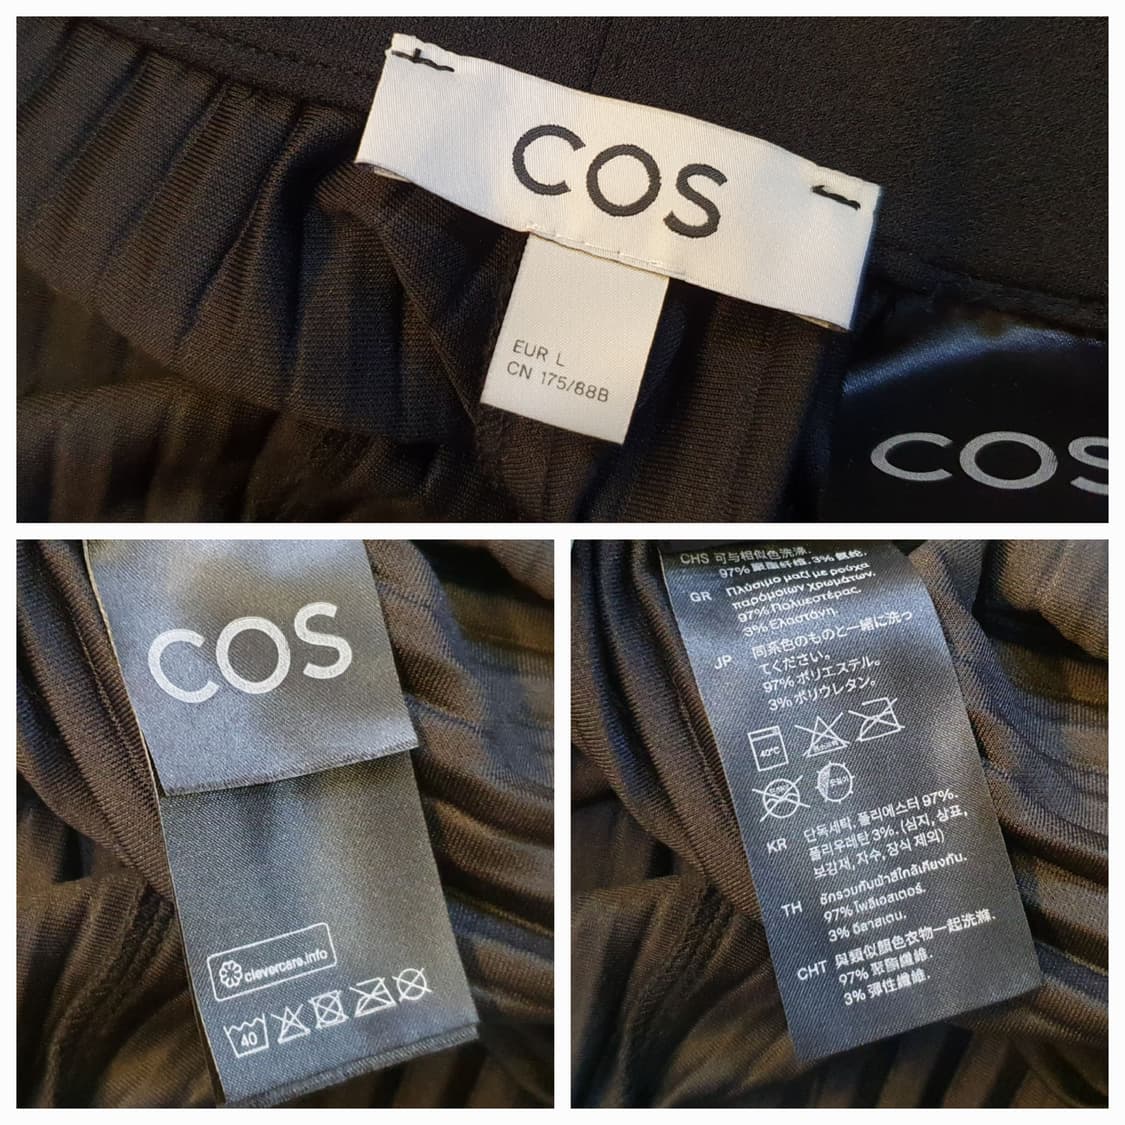 COS
EUR L
CN 175/88B
COS
COS
clevercare.info
40
CHS 可与相似色洗涤.
97% 聚酯纤维. 3% 氨纶.
GR Πλύσιμο μαζί με ρούχα
παρόμοιων χρωμάτων.
97% Πολυεστέρας.
3% Ελαστάνη.
JP 同系色のものと一緒に洗っ
てください。
97% ポリエステル。
3% ポリウレタン。
40°C
드라이
KR 단독세탁, 폴리에스터 97%.
폴리우레탄 3%. (심지, 상표,
보강재, 자수, 장식 제외)
TH ซักรวมกับผ้าสีใกล้เคียงกัน.
97% โพลีเอสเตอร์.
3% อีลาสเตน.
CHT 與類似顏色衣物一起洗滌.
97% 聚酯纖維.
3% 彈性纖維.